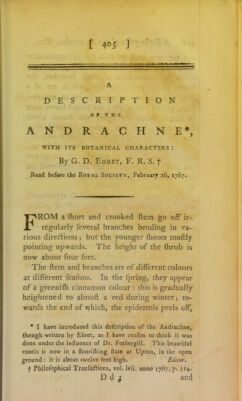 [ 405 ]
A
DESCRIPTION
OF THE
ANDRACHNE*,
WITH ITS BOTANICAL CHARACTERS:
By G. D. EHRET, F. R. S. †
Read before the ROYAL SOCIETY, February 26, 1767.
FROM a ſhort and crooked ſtem go off ir-
regularly ſeveral branches bending in va-
rious directions; but the younger ſhoots moſtly
pointing upwards. The height of the ſhrub is
now about four feet.
The ſtem and branches are of different colours
at different ſeaſons. In the ſpring, they appear
of a greeniſh cinnamon colour: this is gradually
heightened to almoſt a red during winter; to-
wards the end of which, the epidermis peels off,
* I have introduced this deſcription of the Andrachne,
though written by Ehret, as I have reaſon to think it was
done under the influence of Dr. Fothergill. This beautiful
exotic is now in a flouriſhing ſtate at Upton, in the open
ground: it is about twelve feet high. Editor.
† Philoſophical Tranſactions, vol. lvii. anno 1767, p. 114.
D d 3
and